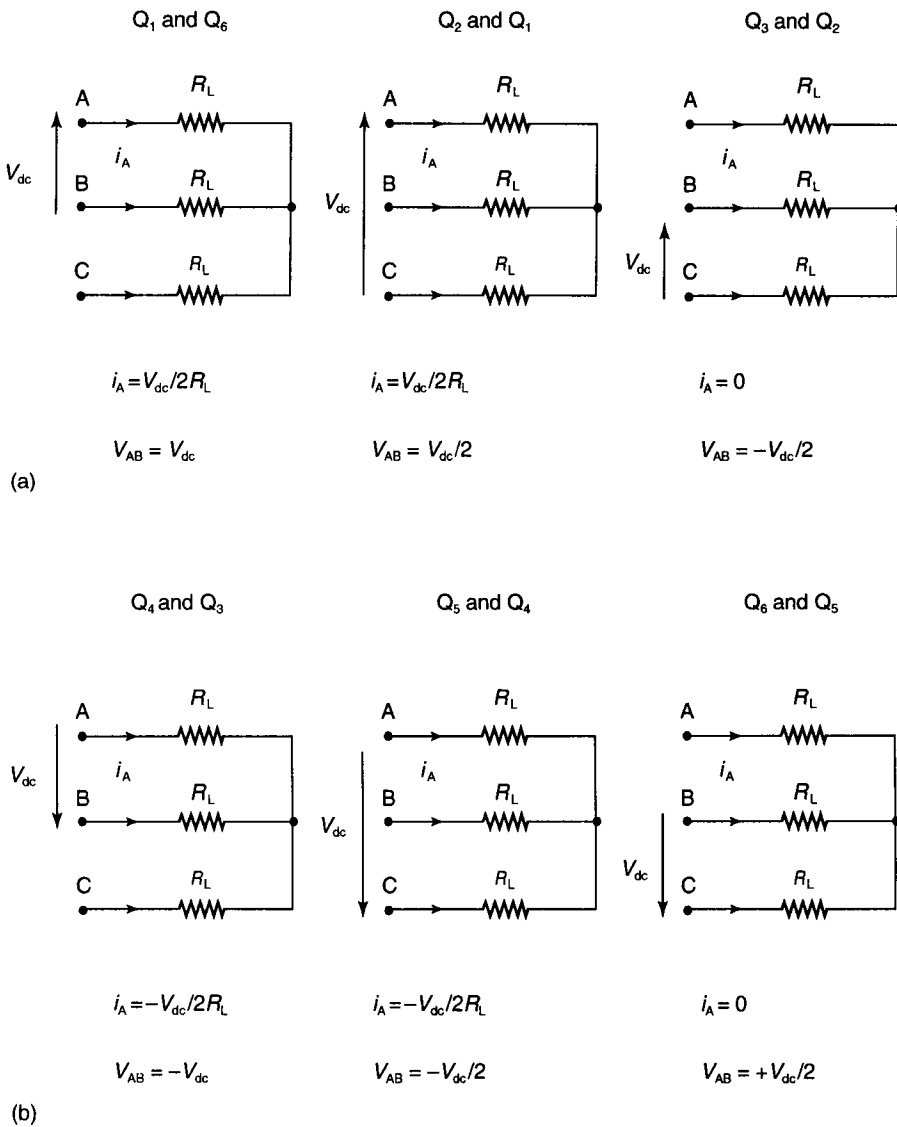 Q1 and Q6 Q2 and Q1 Q3 and Q2
RL RL RL
A A A
iA iA iA
Vdc RL Vdc RL RL
B B B
RL RL Vdc RL
C C C
iA = Vdc/2RL iA = Vdc/2RL iA = 0
VAB = Vdc VAB = Vdc/2 VAB = −Vdc/2
(a)
Q4 and Q3 Q5 and Q4 Q6 and Q5
RL RL RL
A A A
Vdc iA iA iA
RL RL RL
B Vdc B B
RL RL Vdc RL
C C C
iA = −Vdc/2RL iA = −Vdc/2RL iA = 0
VAB = −Vdc VAB = −Vdc/2 VAB = +Vdc/2
(b)